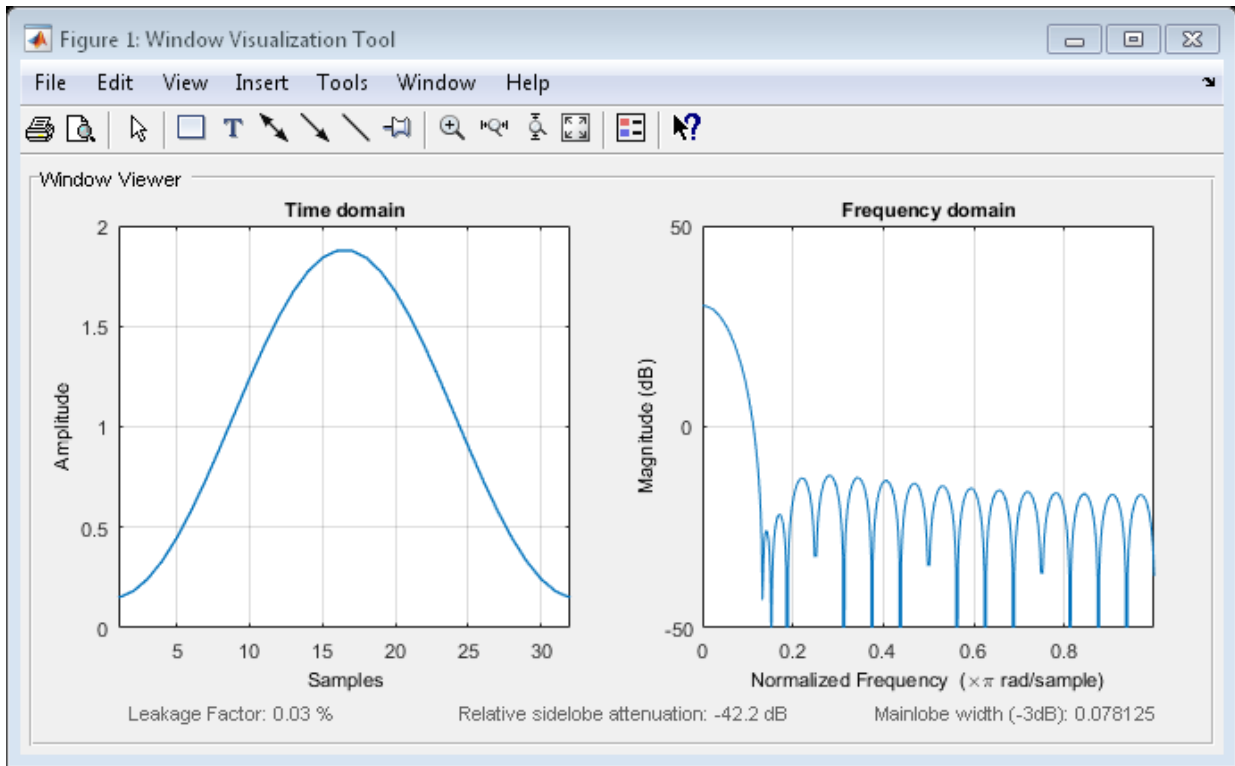 Figure 1: Window Visualization Tool
File Edit View Insert Tools Window Help
T
?
Window Viewer
Time domain
2
1.5
1
0.5
0
Amplitude
5 10 15 20 25 30
Samples
Frequency domain
50
0
-50
Magnitude (dB)
0 0.2 0.4 0.6 0.8
Normalized Frequency (×π rad/sample)
Leakage Factor: 0.03 % Relative sidelobe attenuation: -42.2 dB Mainlobe width (-3dB): 0.078125